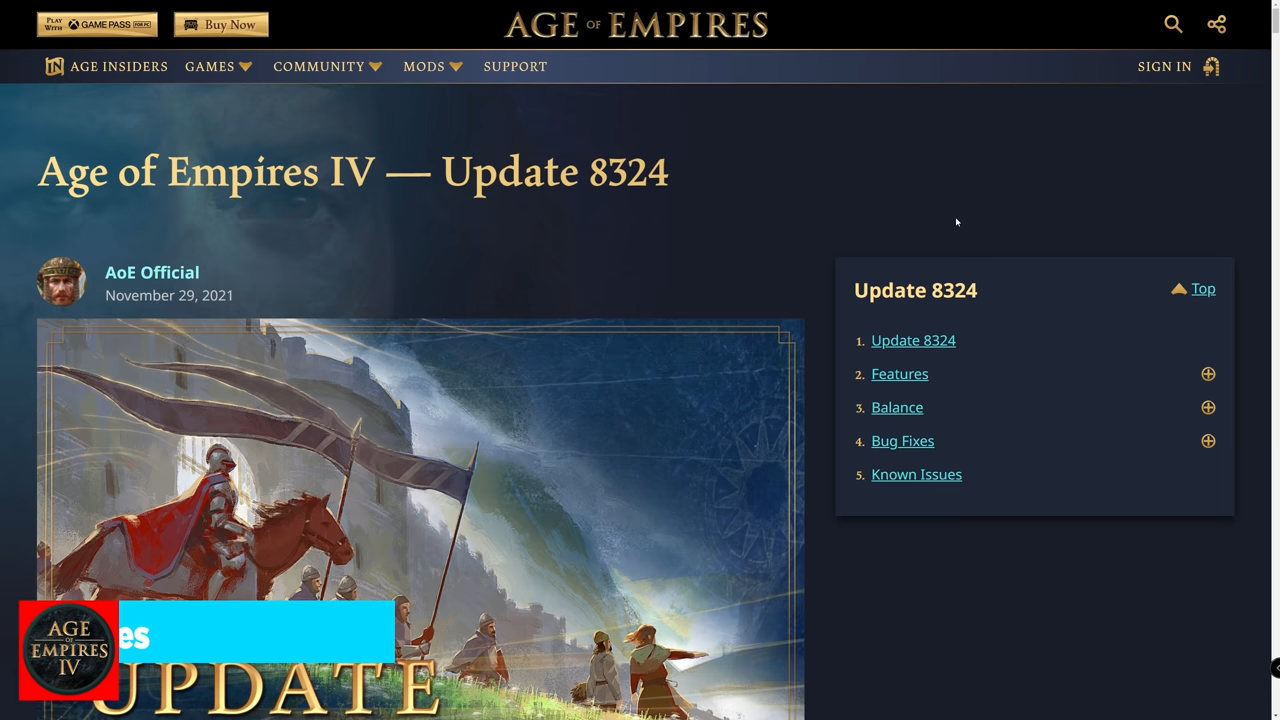 PLAY WITH GAME PASS FOR PC
Buy Now
AGE OF EMPIRES
AGE INSIDERS
GAMES
COMMUNITY
MODS
SUPPORT
SIGN IN
Age of Empires IV — Update 8324
AoE Official
November 29, 2021
Update 8324
Top
1. Update 8324
2. Features
3. Balance
4. Bug Fixes
5. Known Issues
AGE OF EMPIRES IV
es
UPDATE